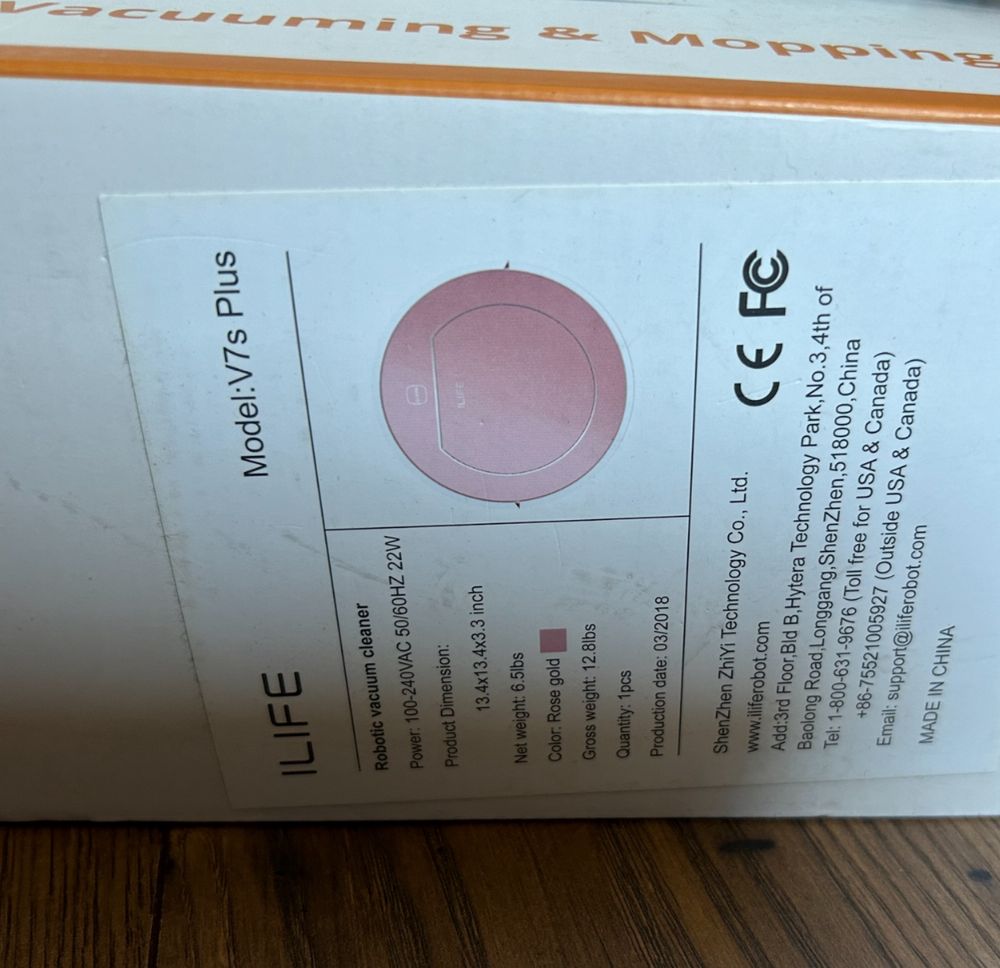 Vacuuming & Mopping
ILIFE Model:V7s Plus
Robotic vacuum cleaner
Power: 100-240VAC 50/60HZ 22W
Product Dimension:
13.4x13.4x3.3 inch
Net weight: 6.5lbs
Color: Rose gold
Gross weight: 12.8lbs
Quantity: 1pcs
Production date: 03/2018
ILIFE
ShenZhen ZhiYi Technology Co., Ltd.
CE FC
www.iliferobot.com
Add:3rd Floor,Bld B,Hytera Technology Park,No.3,4th of
Baolong Road,Longgang,ShenZhen,518000,China
Tel: 1-800-631-9676 (Toll free for USA & Canada)
+86-75521005927 (Outside USA & Canada)
Email: support@iliferobot.com
MADE IN CHINA